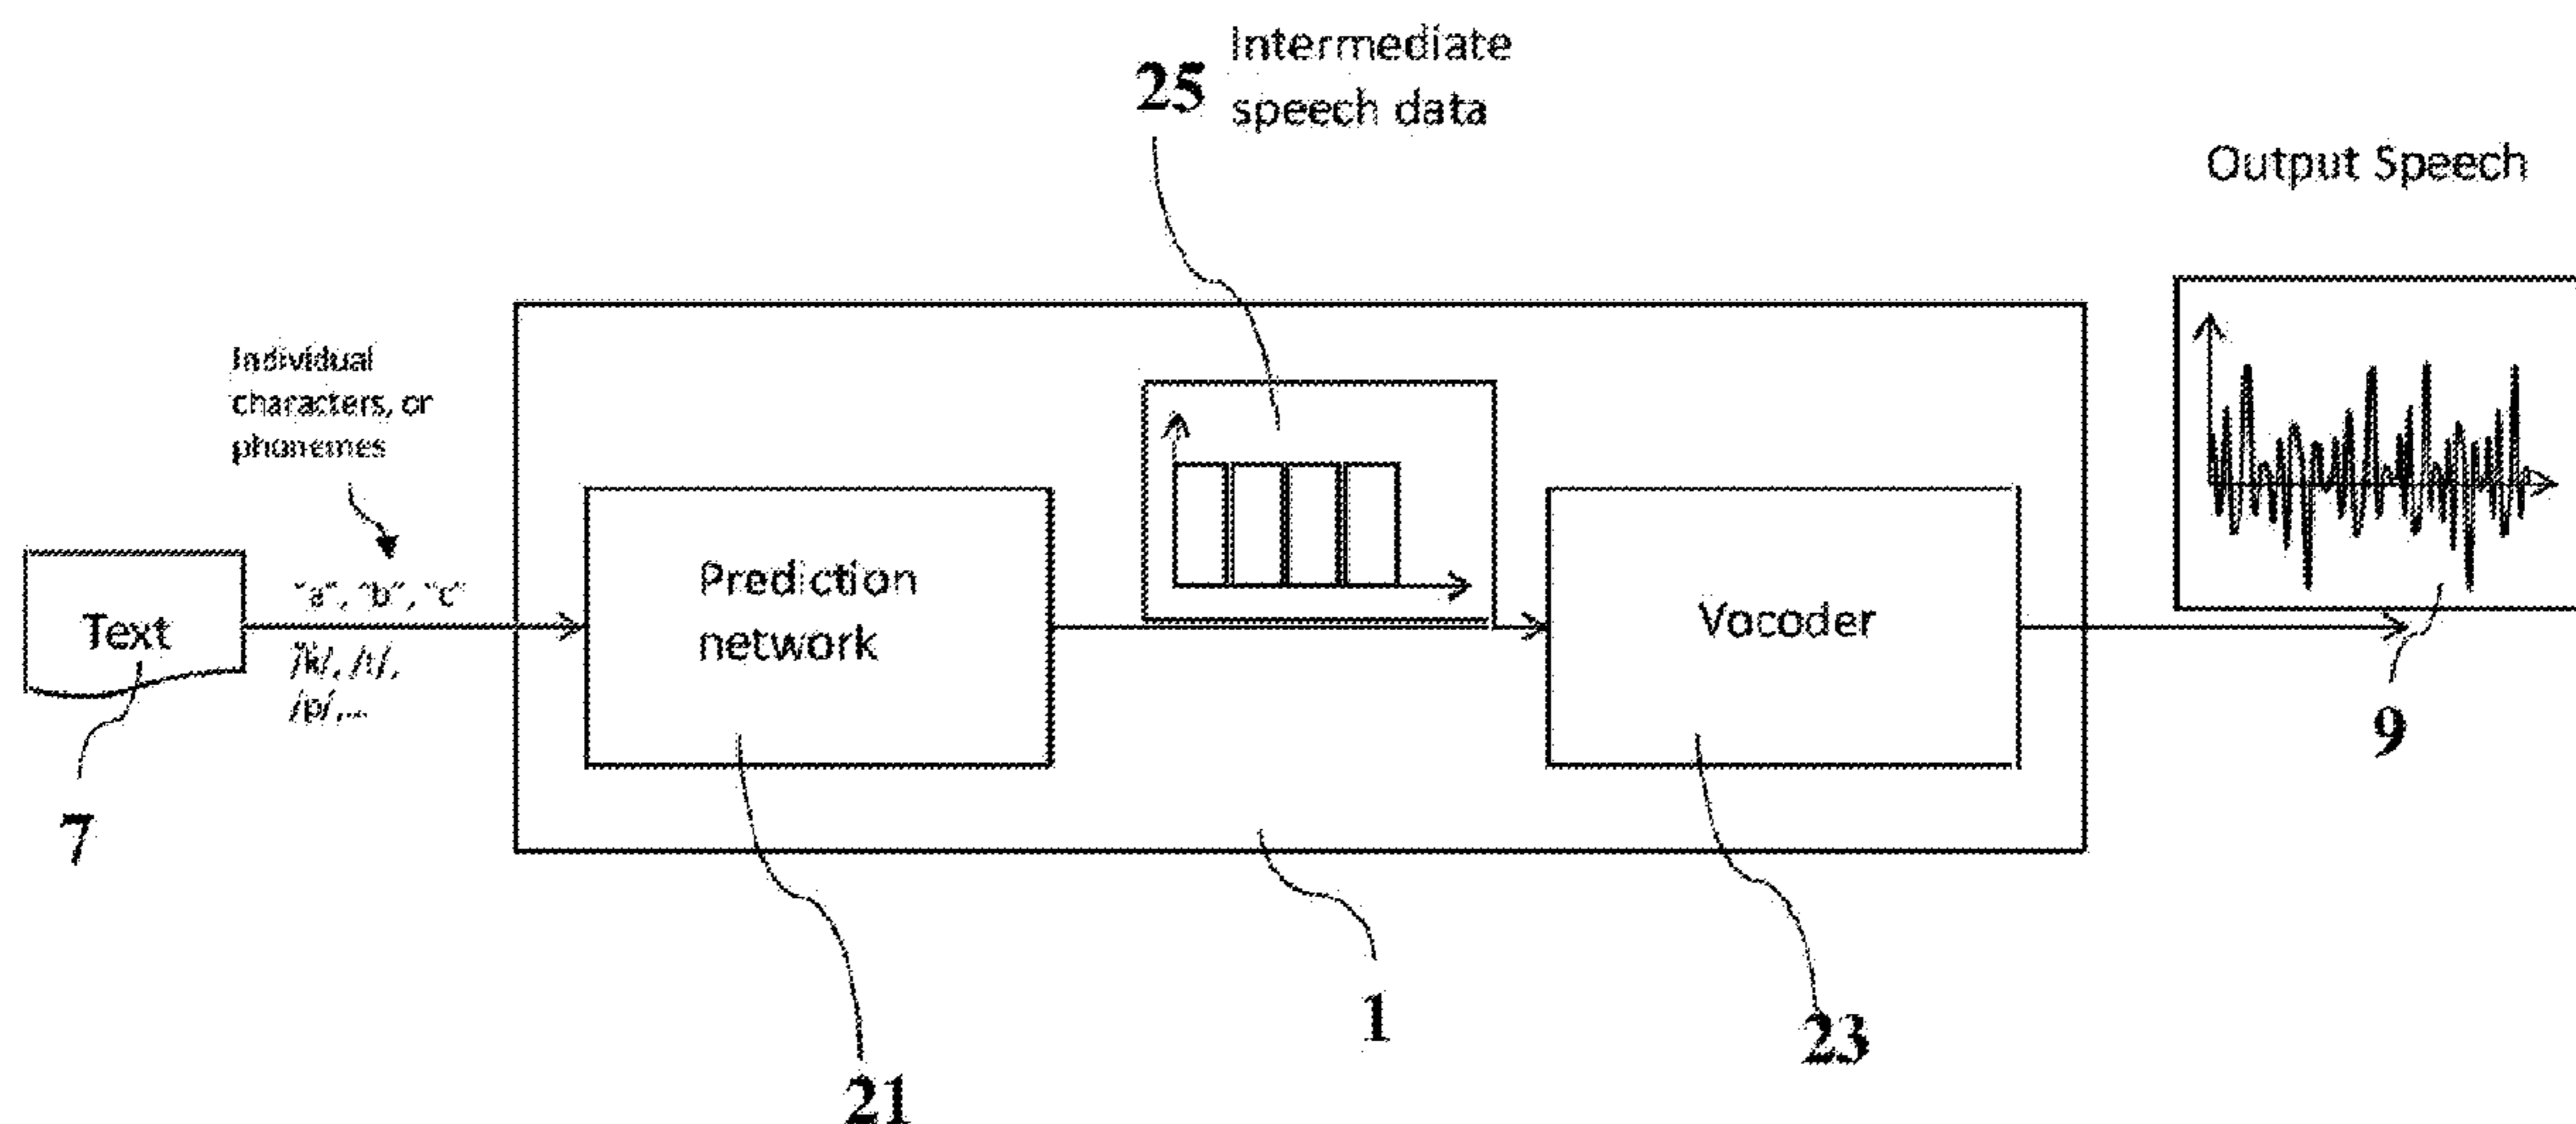 25
Intermediate
speech data
Output Speech
Individual
characters, or
phonemes
"a", "b", "c"
Text
/k/, /t/,
/p/,...
Prediction
network
Vocoder
7
9
1
23
21